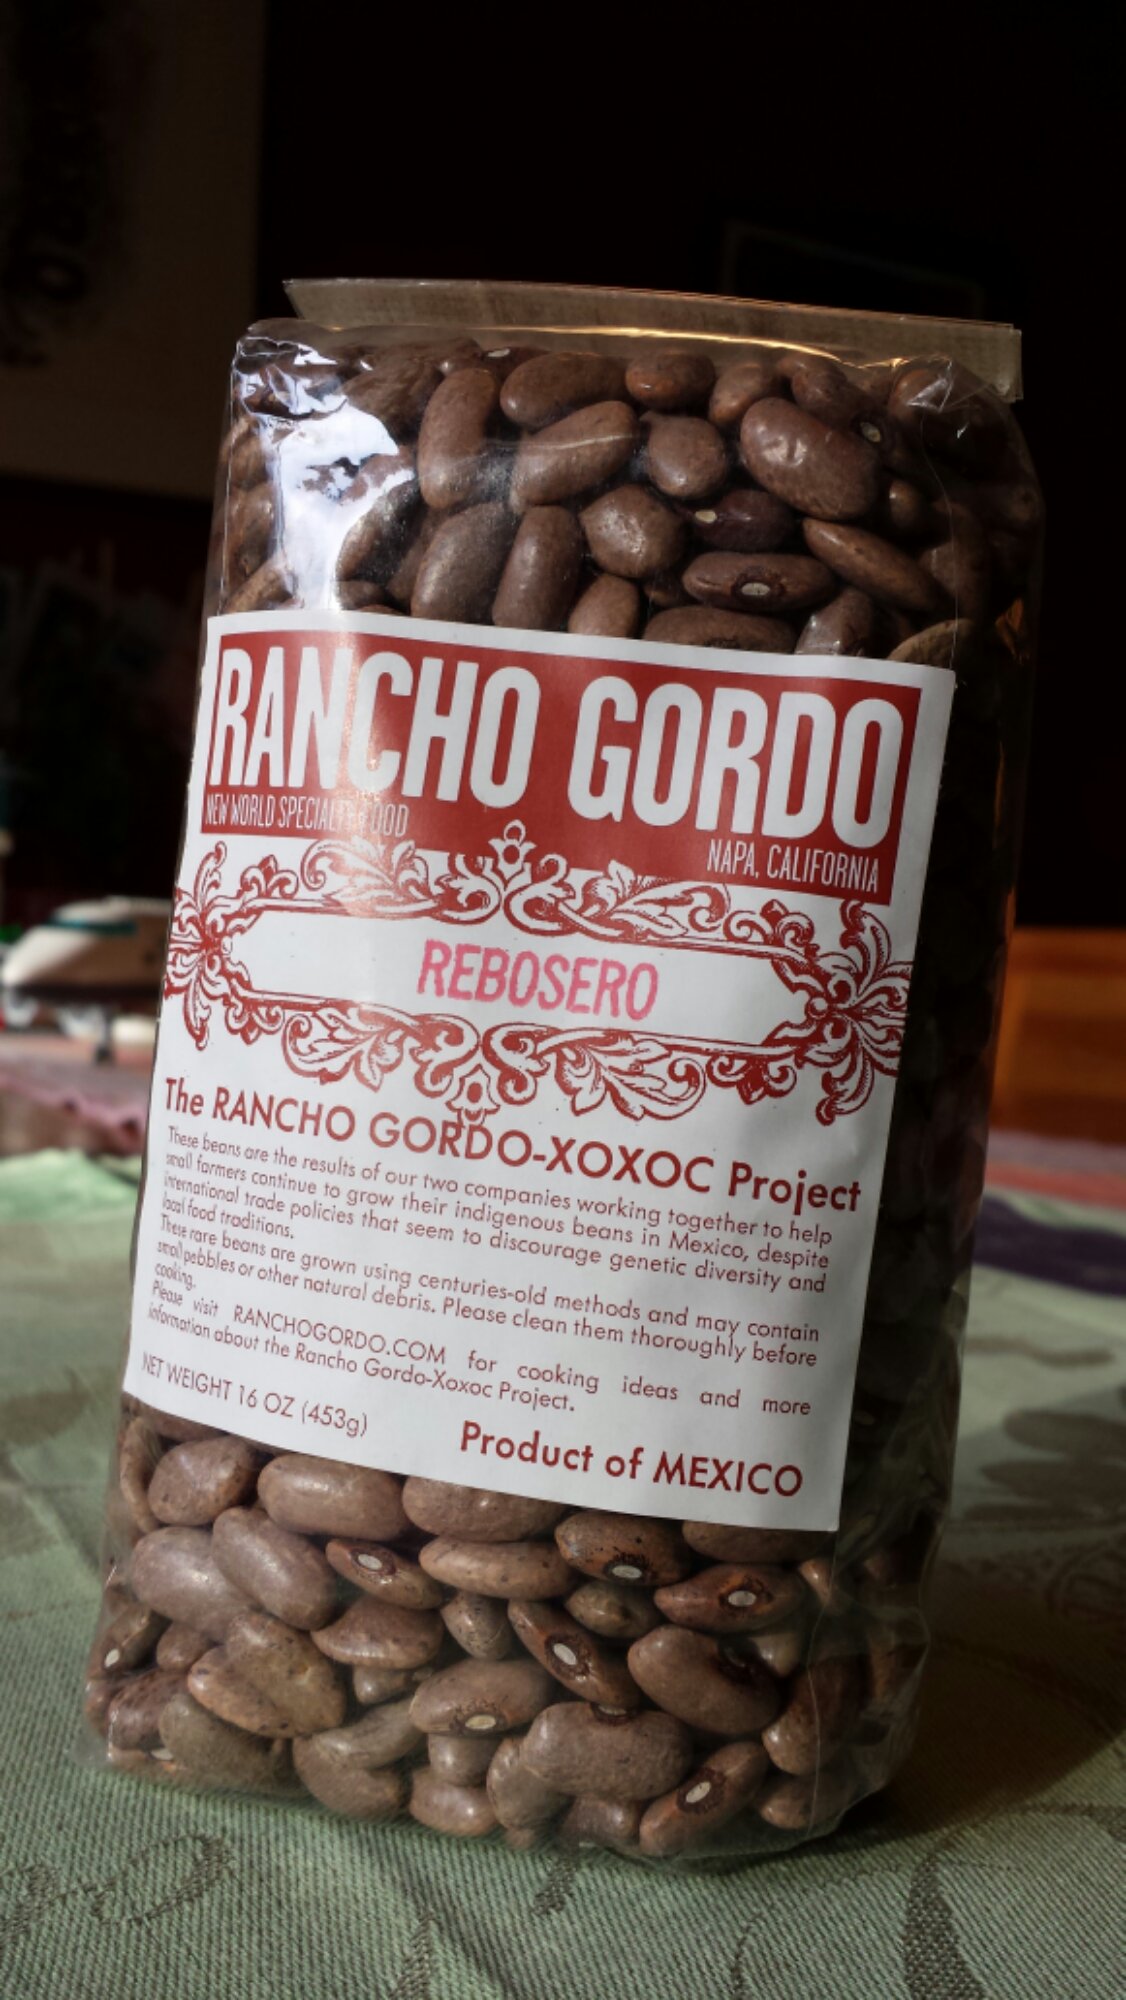 RANCHO GORDO
NEW WORLD SPECIALTY FOOD
NAPA, CALIFORNIA
REBOSERO
The RANCHO GORDO-XOXOC Project
These beans are the results of our two companies working together to help
small farmers continue to grow their indigenous beans in Mexico, despite
international trade policies that seem to discourage genetic diversity and
local food traditions.
These rare beans are grown using centuries-old methods and may contain
small pebbles or other natural debris. Please clean them thoroughly before
cooking.
Please visit RANCHOGORDO.COM for cooking ideas and more
information about the Rancho Gordo-Xoxoc Project.
NET WEIGHT 16 OZ (453g)
Product of MEXICO